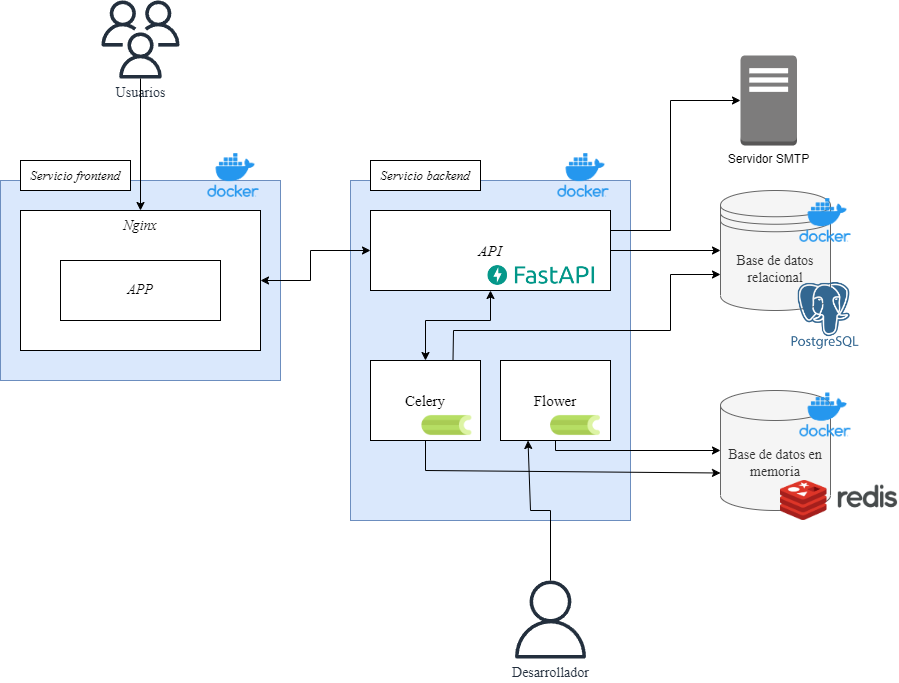 Usuarios
Servicio frontend
docker
Nginx
APP
Servicio backend
docker
API
FastAPI
Celery
Flower
Servidor SMTP
docker
Base de datos
relacional
PostgreSQL
docker
Base de datos en
memoria
redis
Desarrollador